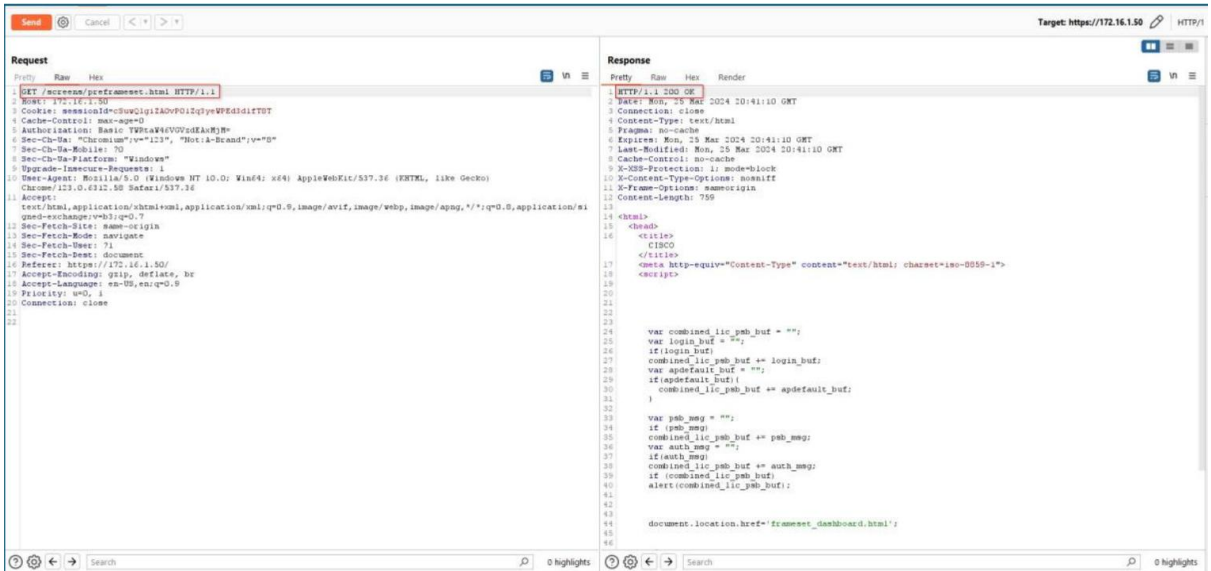 Send Cancel Target: https://172.16.1.50 HTTP/1
Request
Pretty Raw Hex
1 GET /screens/preframeset.html HTTP/1.1
2 Host: 172.16.1.50
3 Cookie:
4 Cache-Control: max-age=0
5 Authorization: Basic
6 Sec-Ch-Ua: "Chromium";v="123", "Not:A-Brand";v="8"
7 Sec-Ch-Ua-Mobile: ?0
8 Sec-Ch-Ua-Platform: "Windows"
9 Upgrade-Insecure-Requests: 1
10 User-Agent: Mozilla/5.0 (Windows NT 10.0; Win64; x64) AppleWebKit/537.36 (KHTML, like Gecko)
Chrome/123.0.6312.58 Safari/537.36
11 Accept:
text/html,application/xhtml+xml,application/xml;q=0.9,image/avif,image/webp,image/apng,*/*;q=0.8,application/si
gned-exchange;v=b3;q=0.7
12 Sec-Fetch-Site: same-origin
13 Sec-Fetch-Mode: navigate
14 Sec-Fetch-User: ?1
15 Sec-Fetch-Dest: document
16 Referer: https://172.16.1.50/
17 Accept-Encoding: gzip, deflate, br
18 Accept-Language: en-US,en;q=0.9
19 Priority: u=0, i
20 Connection: close
21
22
Search 0 highlights
Response
Pretty Raw Hex Render
1 HTTP/1.1 200 OK
2 Date: Mon, 25 Mar 2024 20:41:10 GMT
3 Connection: close
4 Content-Type: text/html
5 Pragma: no-cache
6 Expires: Mon, 25 Mar 2024 20:41:10 GMT
7 Last-Modified: Mon, 25 Mar 2024 20:41:10 GMT
8 Cache-Control: no-cache
9 X-XSS-Protection: 1; mode=block
10 X-Content-Type-Options: nosniff
11 X-Frame-Options: sameorigin
12 Content-Length: 759
13
14 <html>
15 <head>
16 <title>
CISCO
</title>
17 <meta http-equiv="Content-Type" content="text/html; charset=iso-8859-1">
18 <script>
19
20
21
22
23
24 var combined_lic_psb_buf = "";
25 var login_buf = "";
26 if(login_buf)
27 combined_lic_psb_buf += login_buf;
28 var apdefault_buf = "";
29 if(apdefault_buf){
30 combined_lic_psb_buf += apdefault_buf;
31 }
32
33 var psb_msg = "";
34 if (psb_msg)
35 combined_lic_psb_buf += psb_msg;
36 var auth_msg = "";
37 if(auth_msg)
38 combined_lic_psb_buf += auth_msg;
39 if (combined_lic_psb_buf)
40 alert(combined_lic_psb_buf);
41
42
43
44 document.location.href='frameset_dashboard.html';
45
46
Search 0 highlights